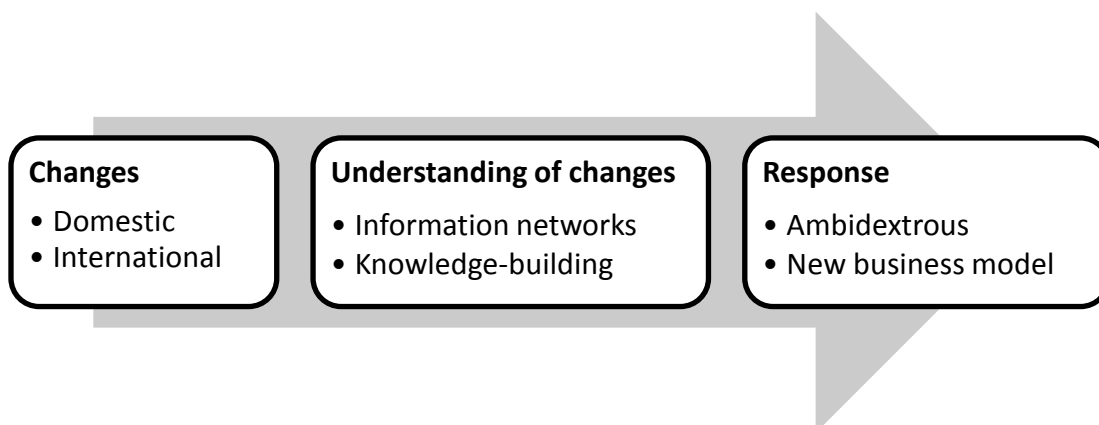 Changes
• Domestic
• International
Understanding of changes
• Information networks
• Knowledge-building
Response
• Ambidextrous
• New business model